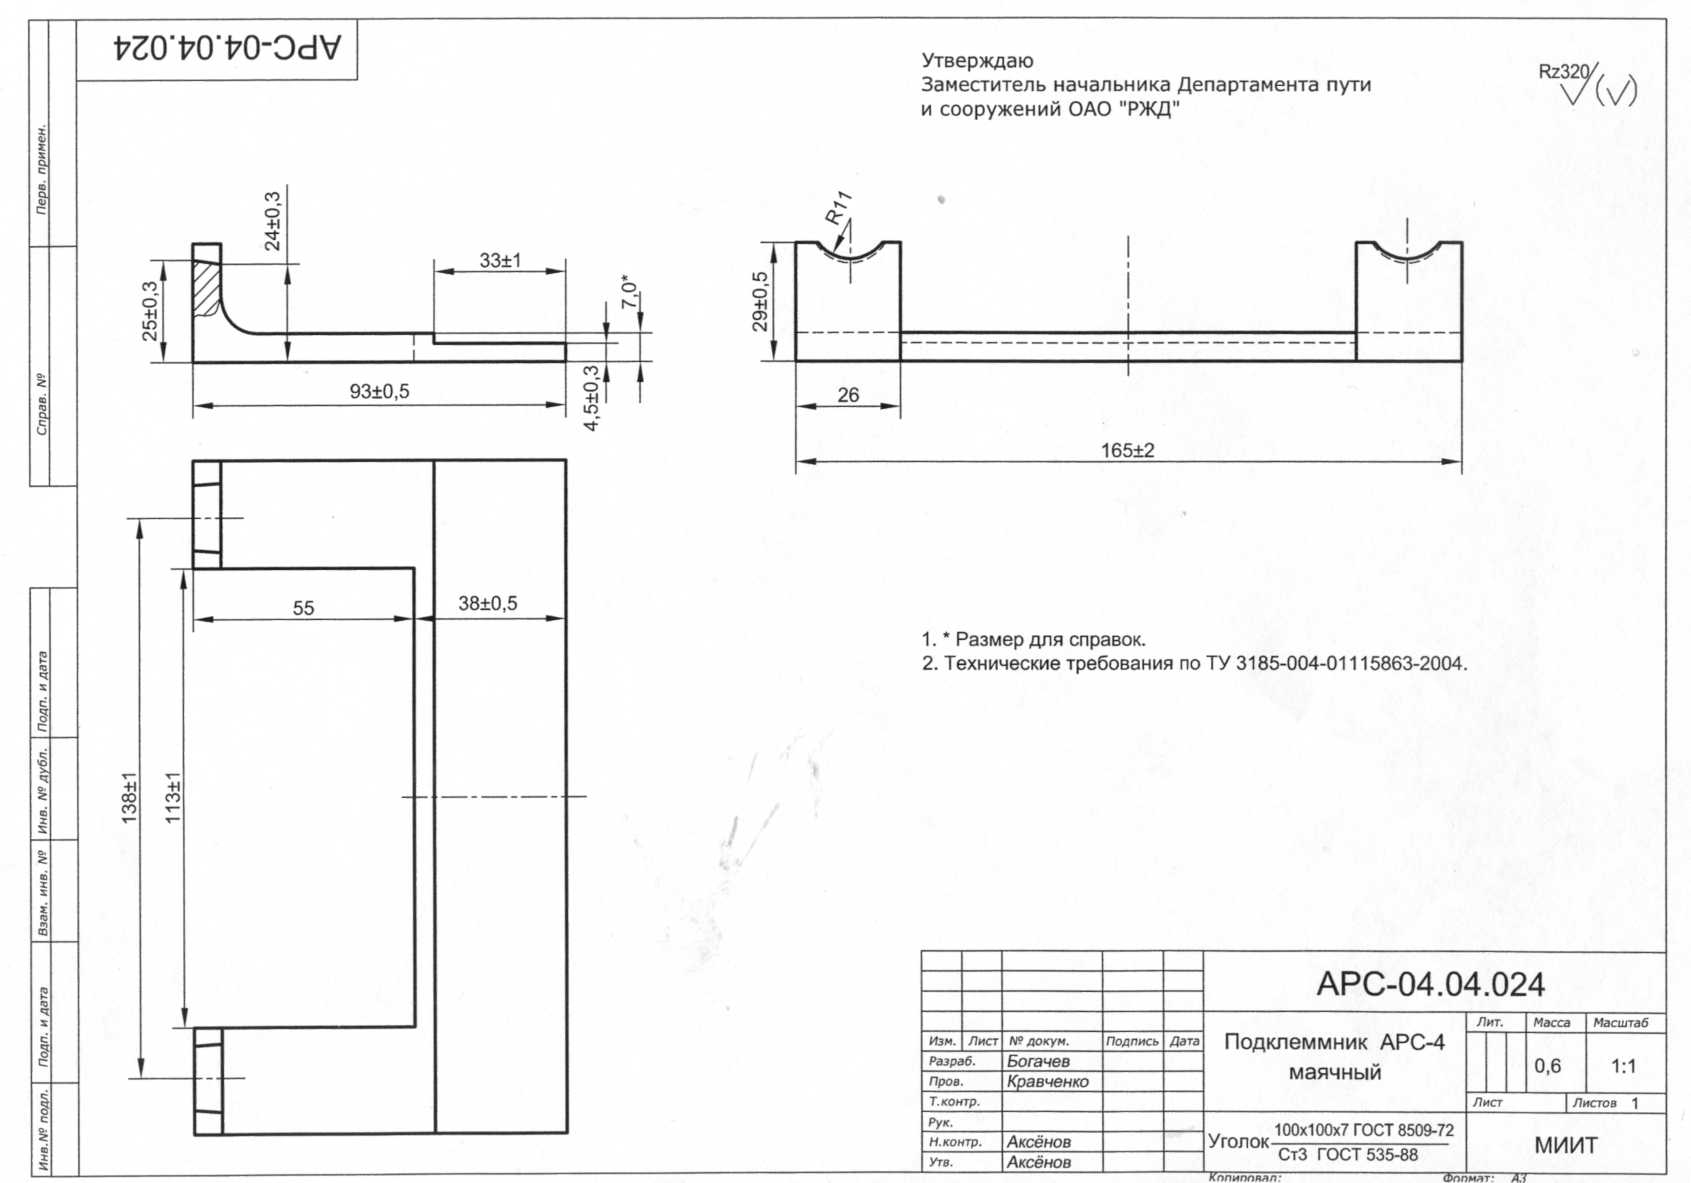 АРС-04.04.024
Утверждаю
Заместитель начальника Департамента пути
и сооружений ОАО "РЖД"
Rz320
Перв. примен.
Справ. №
Подп. и дата
Инв. № дубл.
Взам. инв. №
Подп. и дата
Инв.№ подл.
24±0,3
25±0,3
33±1
7,0*
4,5±0,3
93±0,5
R11
29±0,5
26
165±2
55
38±0,5
138±1
113±1
1. * Размер для справок.
2. Технические требования по ТУ 3185-004-01115863-2004.
АРС-04.04.024
Изм. Лист № докум. Подпись Дата
Разраб. Богачев
Пров. Кравченко
Т.контр.
Рук.
Н.контр. Аксёнов
Утв. Аксёнов
Подклеммник АРС-4
маячный
Лит. Масса Масштаб
0,6 1:1
Лист Листов 1
Уголок 100х100х7 ГОСТ 8509-72
Ст3 ГОСТ 535-88
МИИТ
Копировал: Формат: А3